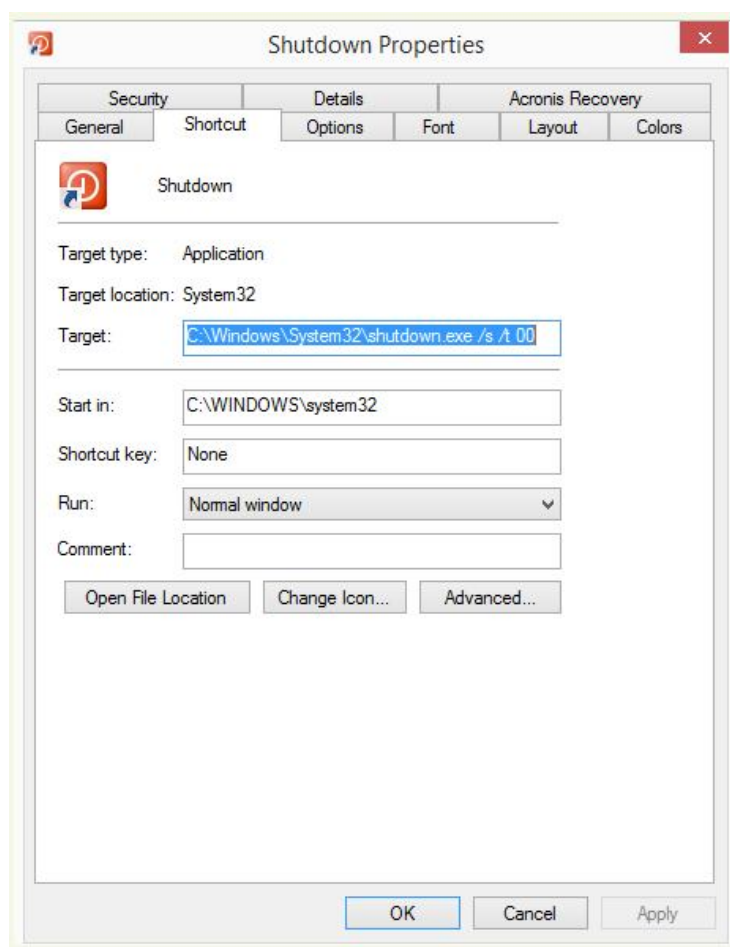 Shutdown Properties
Security Details Acronis Recovery
General Shortcut Options Font Layout Colors
Shutdown
Target type: Application
Target location: System32
Target: C:\Windows\System32\shutdown.exe /s /t 00
Start in: C:\WINDOWS\system32
Shortcut key: None
Run: Normal window
Comment:
Open File Location Change Icon... Advanced...
OK Cancel Apply